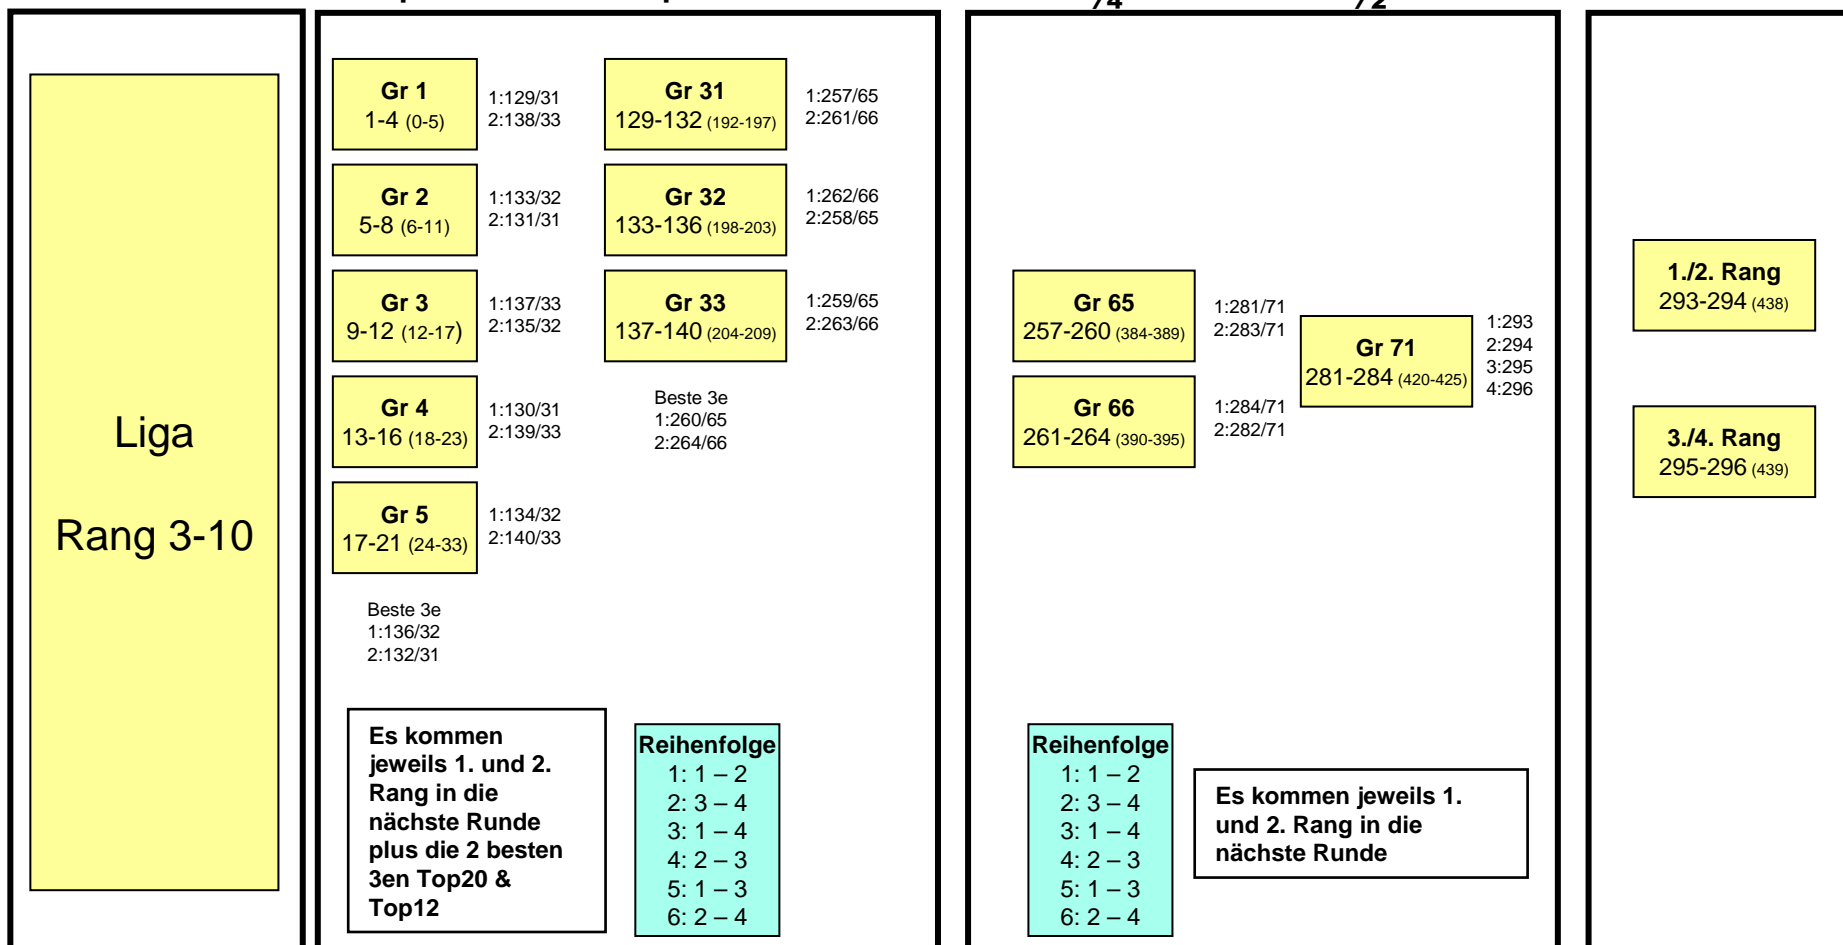 Liga
Rang 3-10
Gr 1
1-4 (0-5)
1:129/31
2:138/33
Gr 2
5-8 (6-11)
1:133/32
2:131/31
Gr 3
9-12 (12-17)
1:137/33
2:135/32
Gr 4
13-16 (18-23)
1:130/31
2:139/33
Gr 5
17-21 (24-33)
1:134/32
2:140/33
Beste 3e
1:136/32
2:132/31
Gr 31
129-132 (192-197)
1:257/65
2:261/66
Gr 32
133-136 (198-203)
1:262/66
2:258/65
Gr 33
137-140 (204-209)
1:259/65
2:263/66
Beste 3e
1:260/65
2:264/66
Es kommen
jeweils 1. und 2.
Rang in die
nächste Runde
plus die 2 besten
3en Top20 &
Top12
Reihenfolge
1: 1 – 2
2: 3 – 4
3: 1 – 4
4: 2 – 3
5: 1 – 3
6: 2 – 4
Gr 65
257-260 (384-389)
1:281/71
2:283/71
Gr 66
261-264 (390-395)
1:284/71
2:282/71
Gr 71
281-284 (420-425)
1:293
2:294
3:295
4:296
Reihenfolge
1: 1 – 2
2: 3 – 4
3: 1 – 4
4: 2 – 3
5: 1 – 3
6: 2 – 4
Es kommen jeweils 1.
und 2. Rang in die
nächste Runde
1./2. Rang
293-294 (438)
3./4. Rang
295-296 (439)